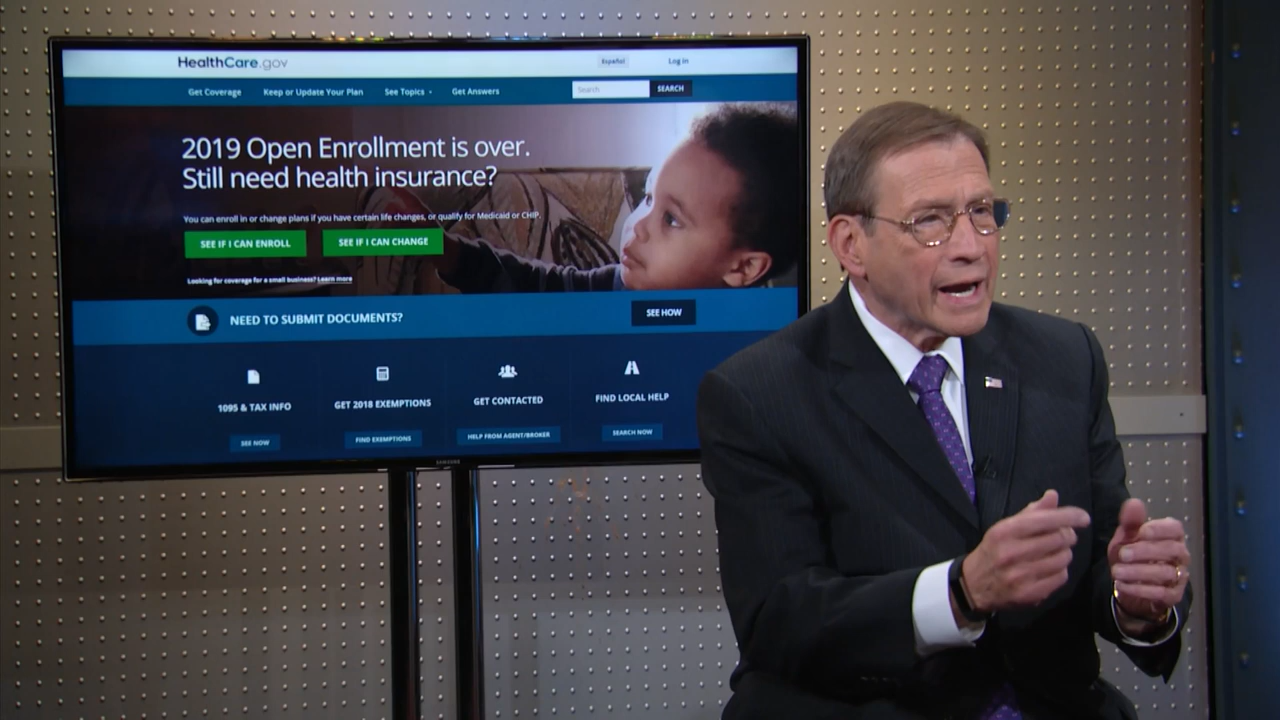 HealthCare.gov
Español
Log in
Get Coverage Keep or Update Your Plan See Topics Get Answers
Search
SEARCH
2019 Open Enrollment is over.
Still need health insurance?
You can enroll in or change plans if you have certain life changes, or qualify for Medicaid or CHIP.
SEE IF I CAN ENROLL
SEE IF I CAN CHANGE
Looking for coverage for a small business? Learn more
NEED TO SUBMIT DOCUMENTS?
SEE HOW
1095 & TAX INFO
SEE NOW
GET 2018 EXEMPTIONS
FIND EXEMPTIONS
GET CONTACTED
HELP FROM AGENT/BROKER
FIND LOCAL HELP
SEARCH NOW
SAMSUNG